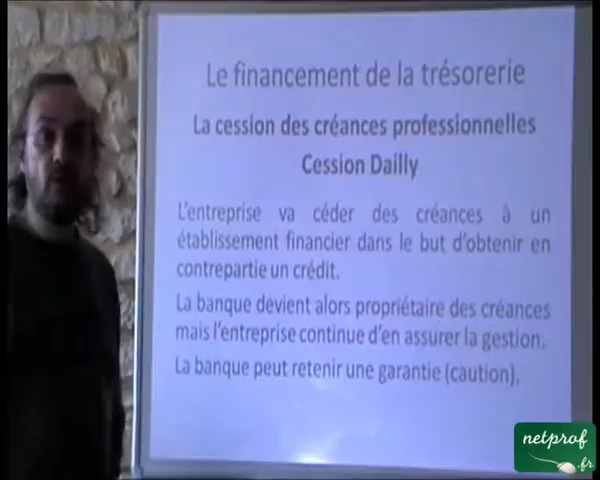 Le financement de la trésorerie
La cession des créances professionnelles
Cession Dailly
L'entreprise va céder des créances à un
établissement financier dans le but d'obtenir en
contrepartie un crédit.
La banque devient alors propriétaire des créances
mais l'entreprise continue d'en assurer la gestion.
La banque peut retenir une garantie (caution).
netprof
.fr